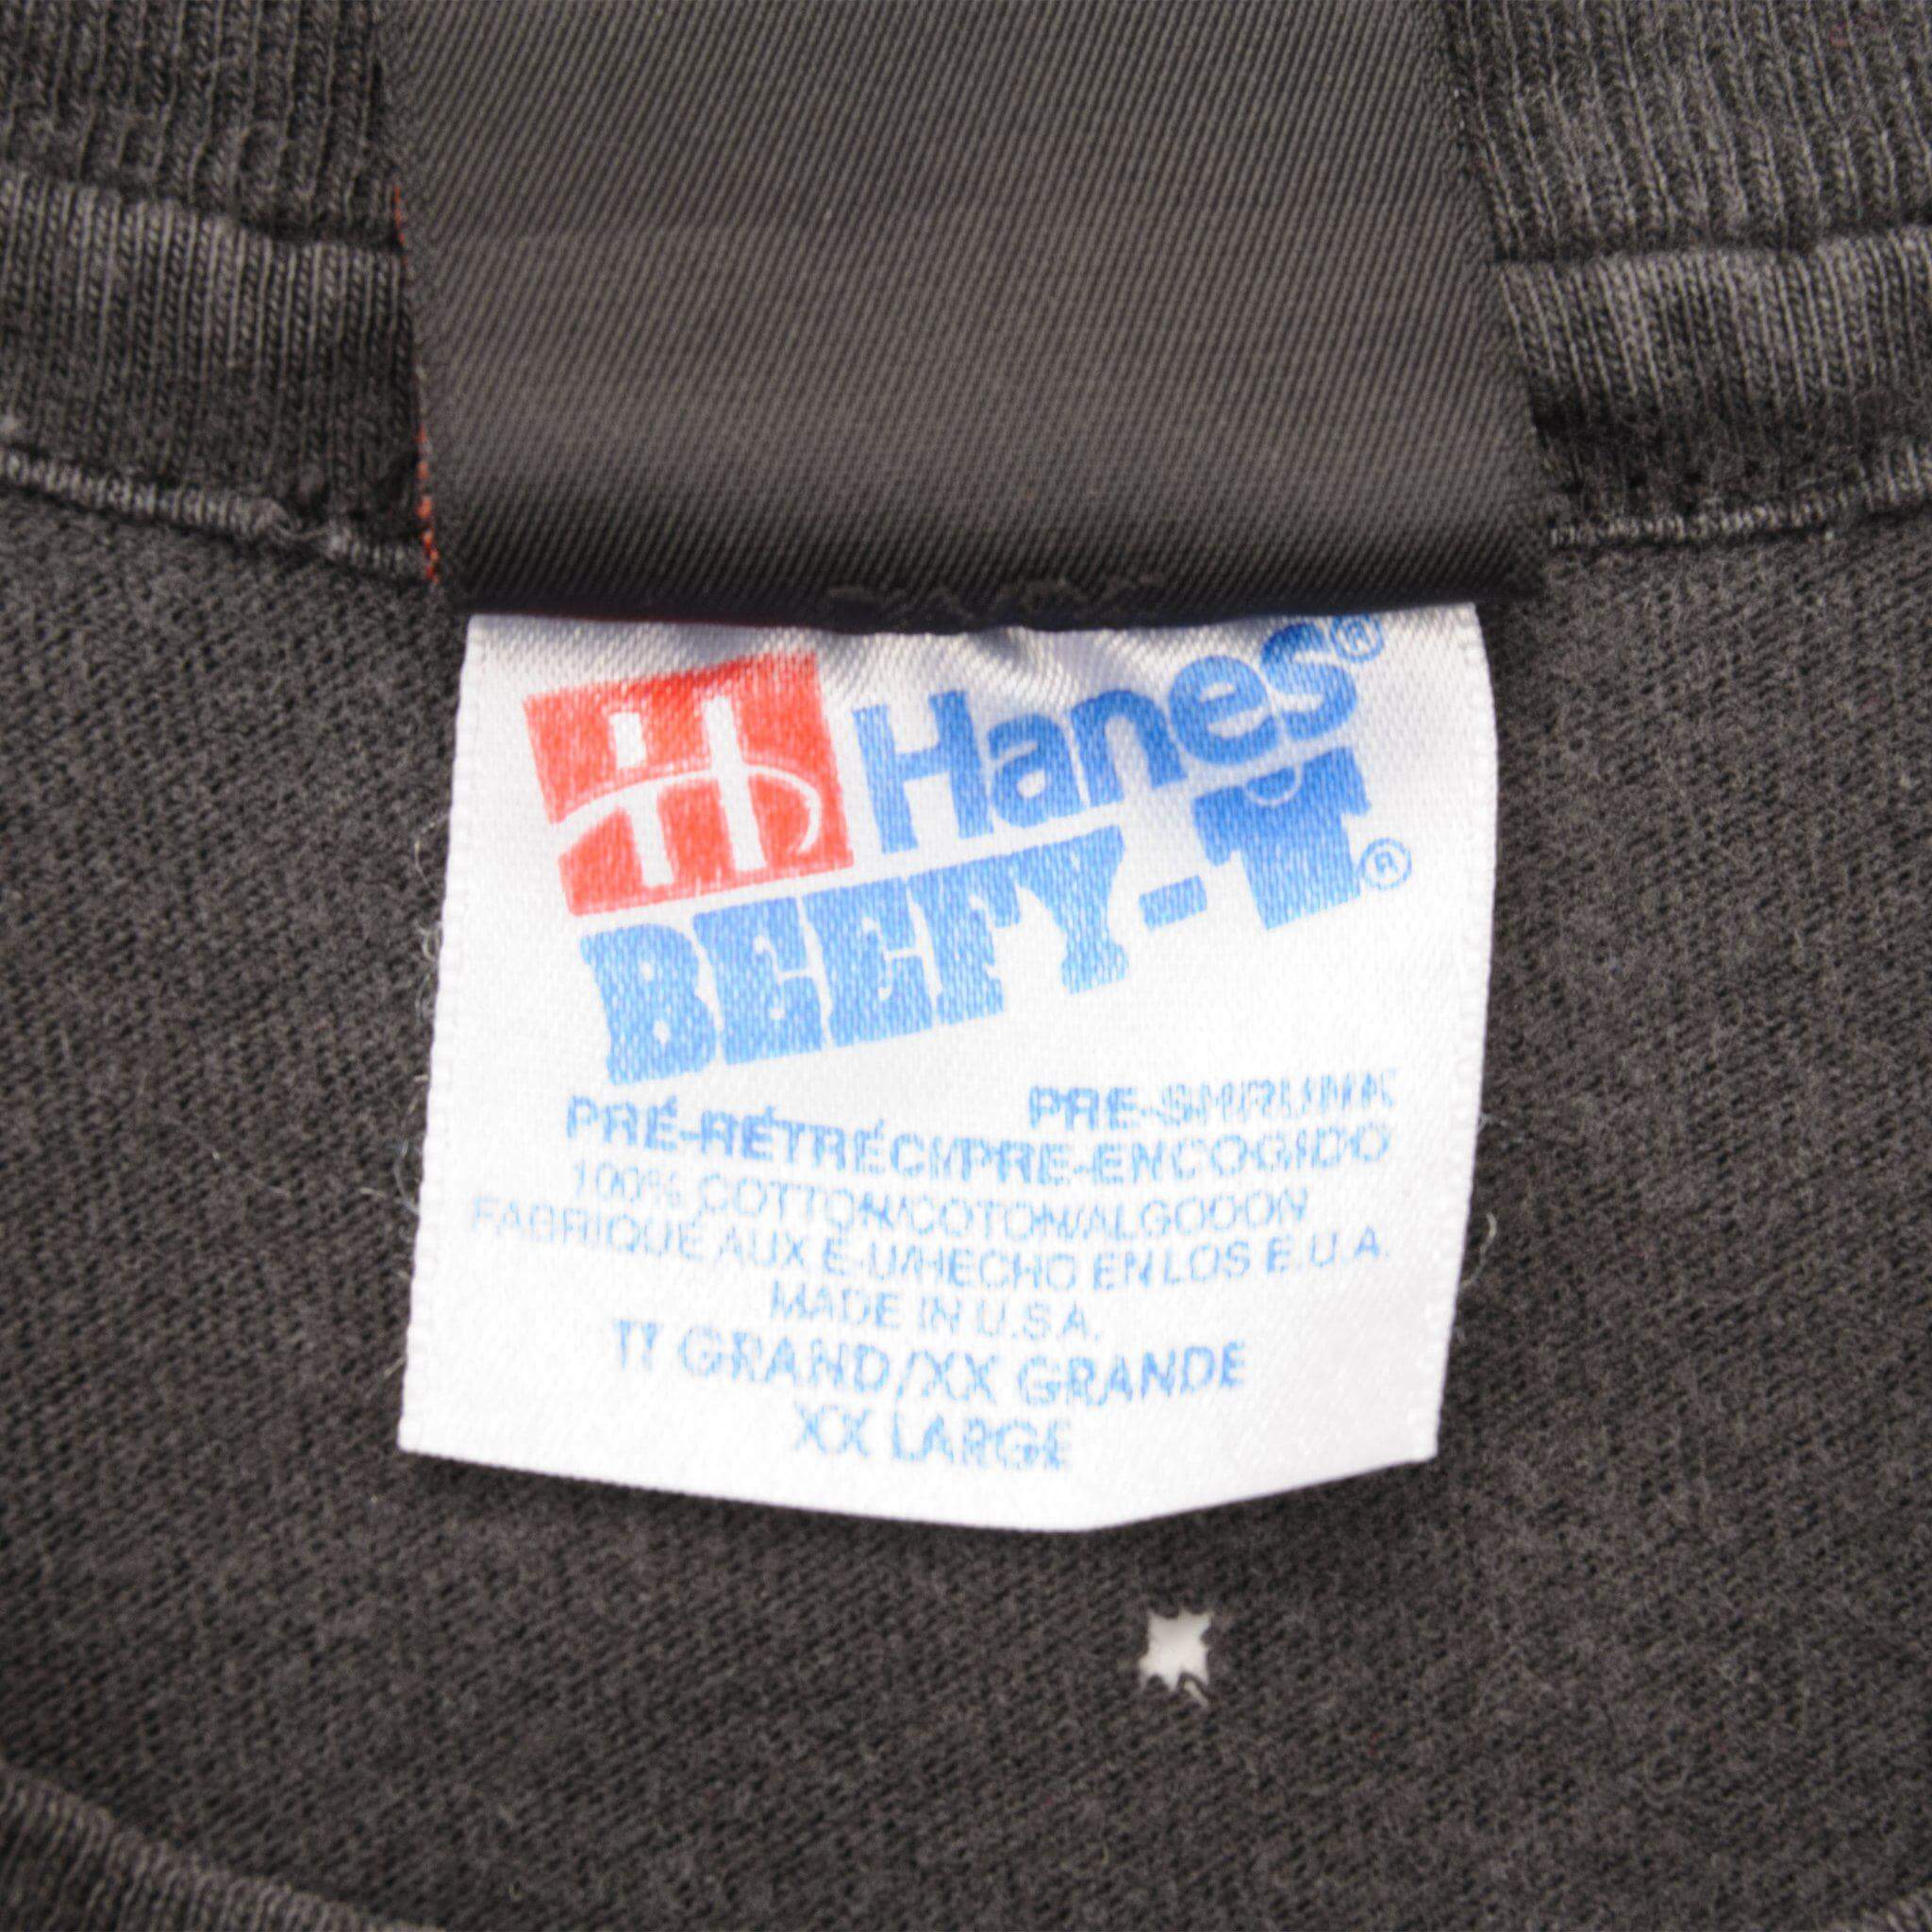 Hanes®
BEEFY-T®
PRE-SHRUNK
PRÉ-RÉTRÉCI/PRE-ENCOGIDO
100% COTTON/COTON/ALGODON
FABRIQUÉ AUX É-U/HECHO EN LOS E.U.A.
MADE IN U.S.A.
TT GRAND/XX GRANDE
XX LARGE